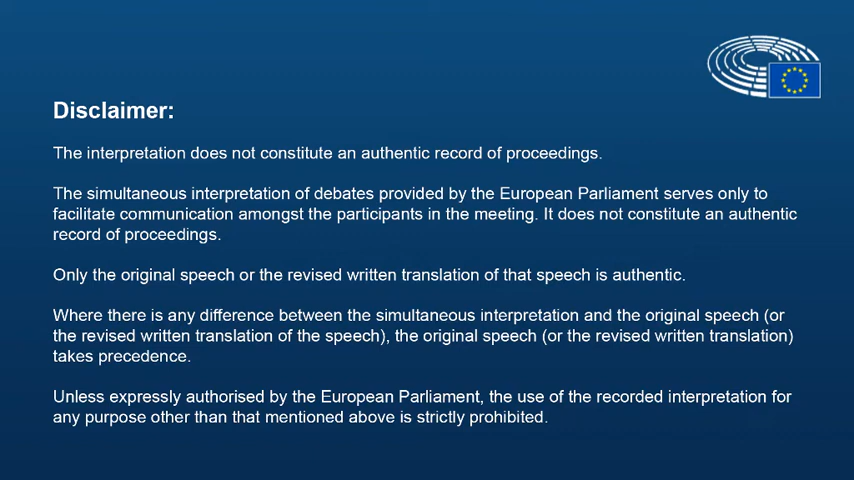 Disclaimer:
The interpretation does not constitute an authentic record of proceedings.
The simultaneous interpretation of debates provided by the European Parliament serves only to
facilitate communication amongst the participants in the meeting. It does not constitute an authentic
record of proceedings.
Only the original speech or the revised written translation of that speech is authentic.
Where there is any difference between the simultaneous interpretation and the original speech (or
the revised written translation of the speech), the original speech (or the revised written translation)
takes precedence.
Unless expressly authorised by the European Parliament, the use of the recorded interpretation for
any purpose other than that mentioned above is strictly prohibited.